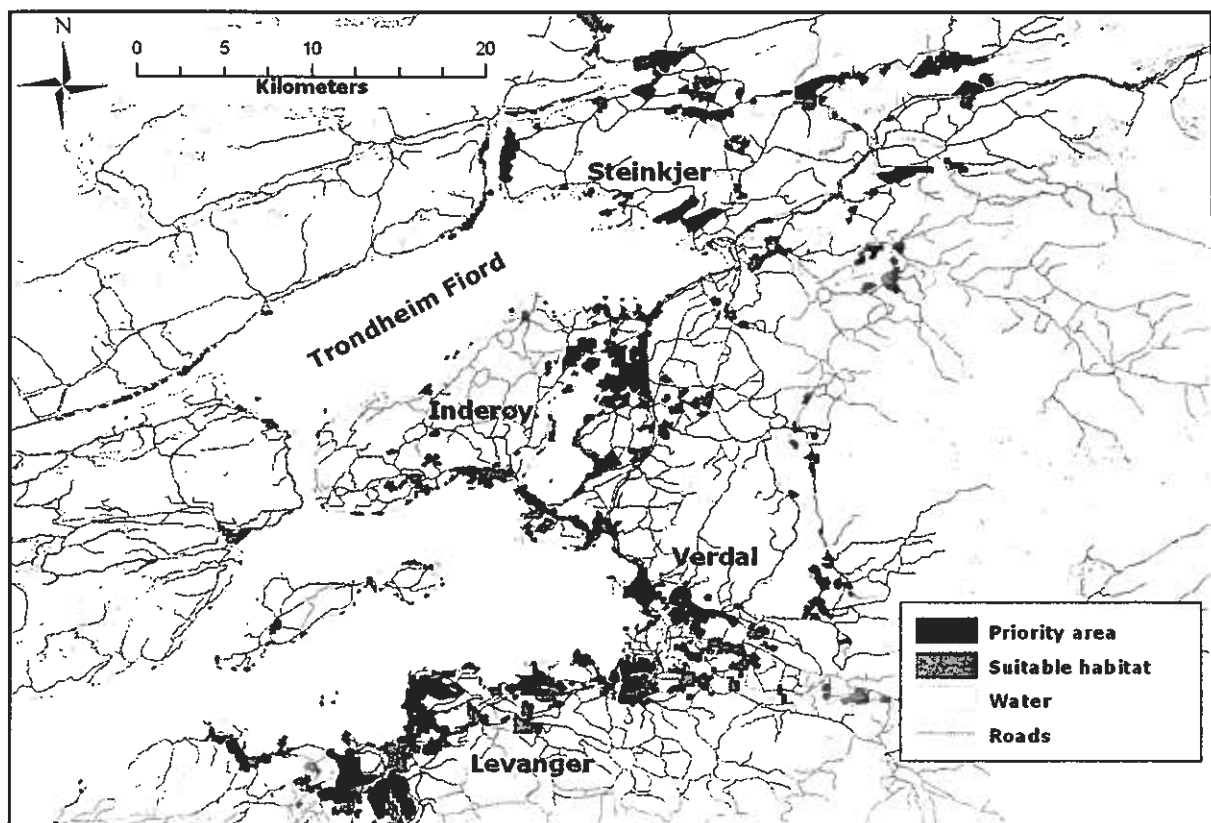 N
0 5 10 20
Kilometers
Steinkjer
Trondheim Fiord
Inderøy
Verdal
Levanger
Priority area
Suitable habitat
Water
Roads